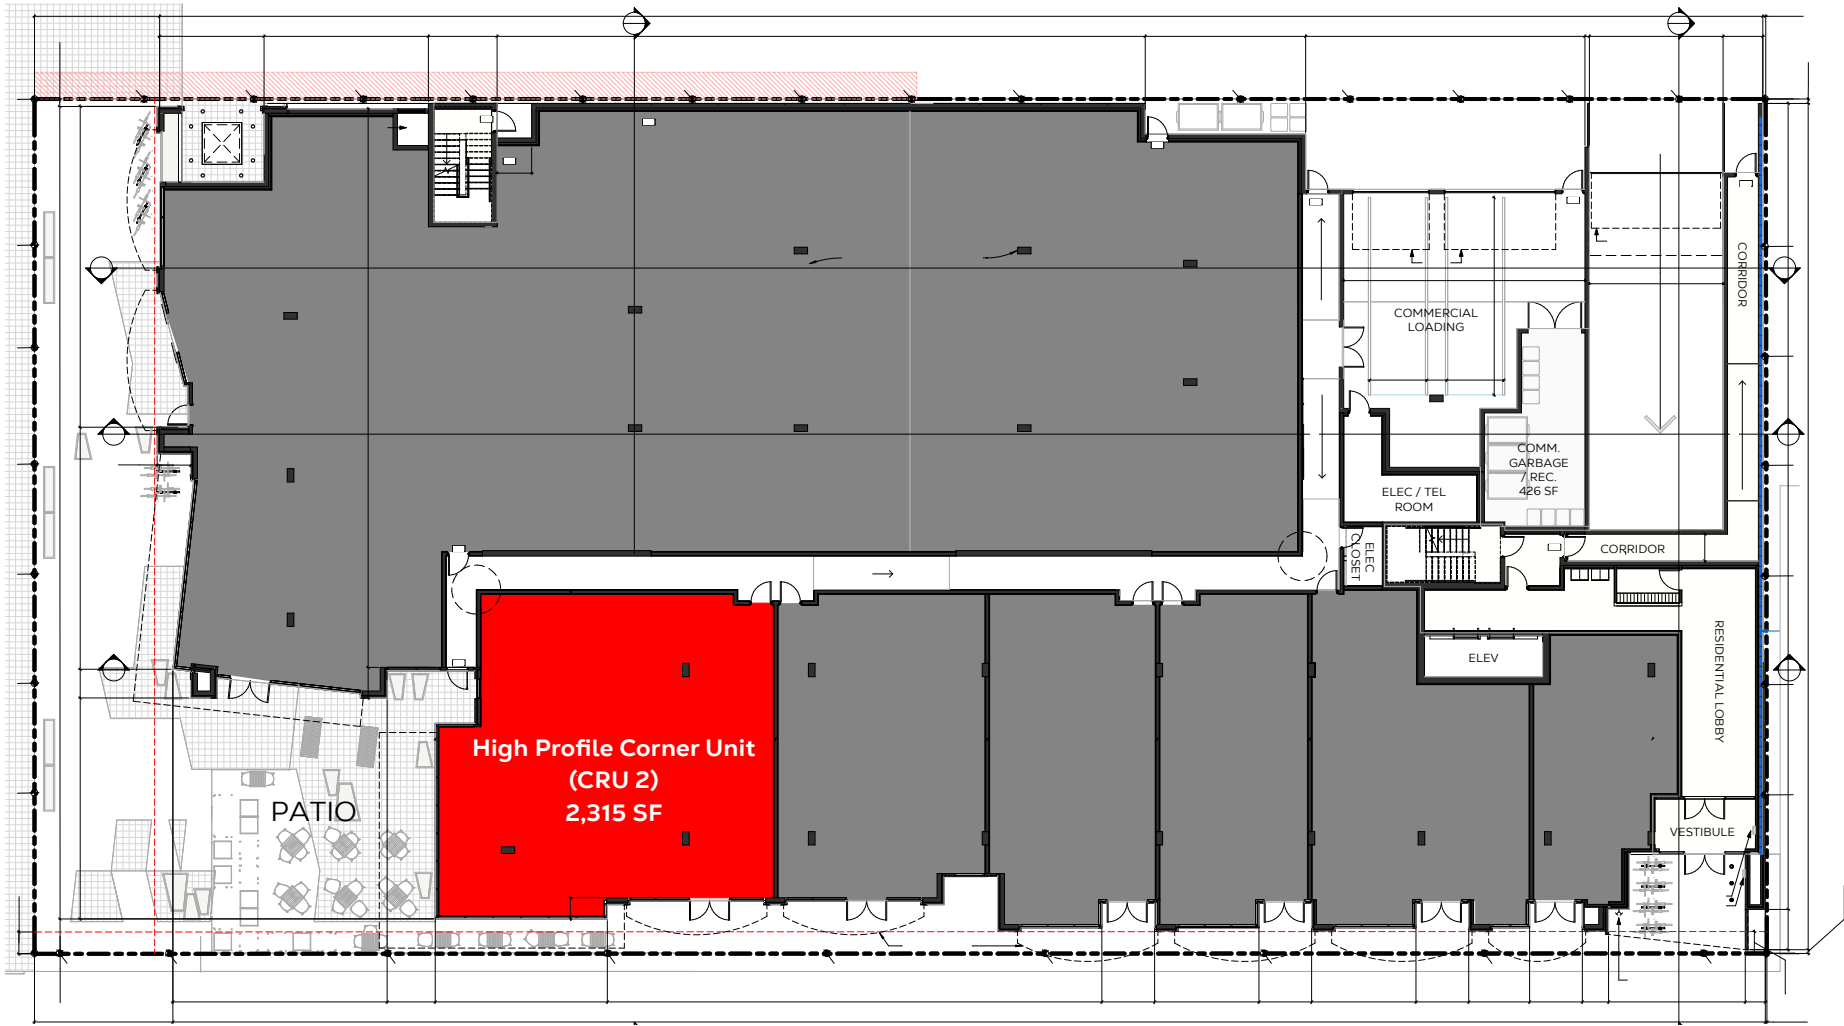 CORRIDOR
COMMERCIAL
LOADING
COMM.
GARBAGE
/ REC.
426 SF
ELEC / TEL
ROOM
ELEC
CLOSET
CORRIDOR
ELEV
RESIDENTIAL LOBBY
High Profile Corner Unit
(CRU 2)
2,315 SF
PATIO
VESTIBULE